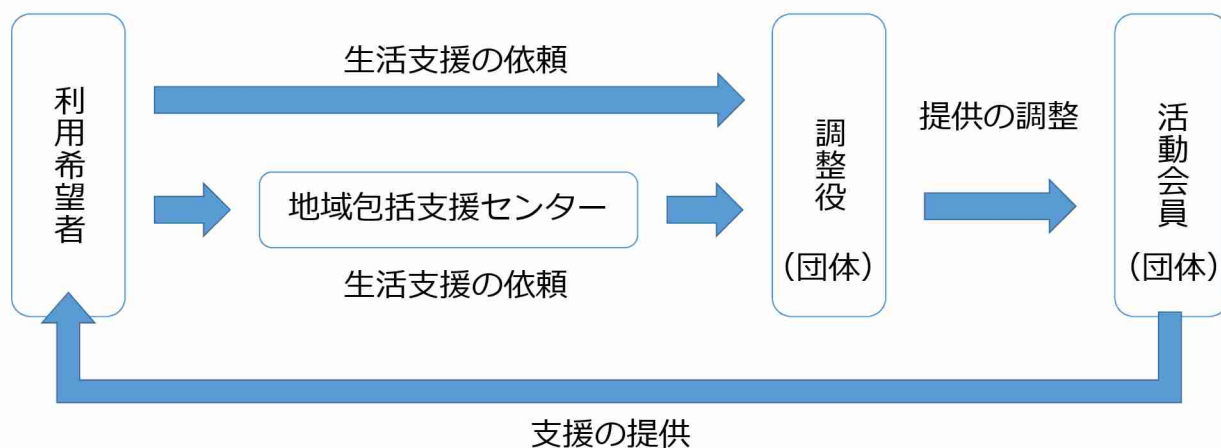 利用希望者
生活支援の依頼
地域包括支援センター
生活支援の依頼
調整役
（団体）
提供の調整
活動会員
（団体）
支援の提供